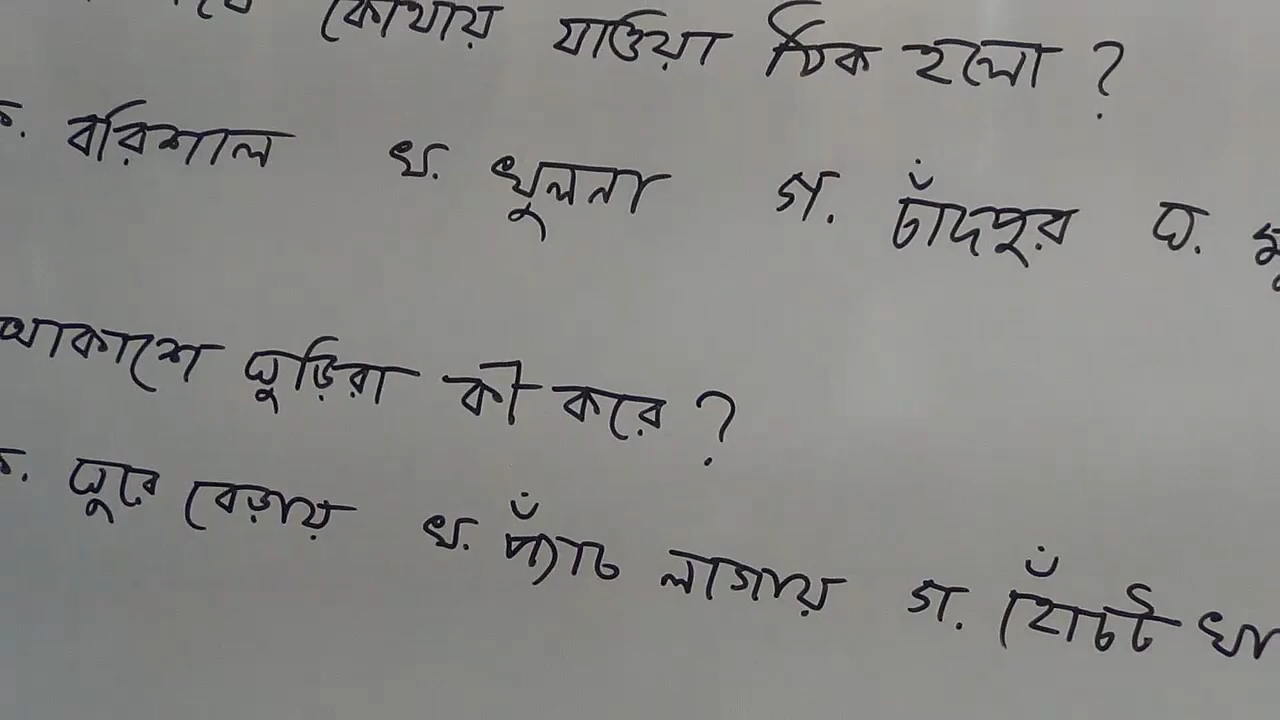 কোথায় যাওয়া ঠিক হলো ?
ক. বরিশাল খ. খুলনা গ. চাঁদপুর ঘ.
আকাশে ঘুড়িরা কী করে ?
ক. ঘুরে বেড়ায় খ. প্যাঁচ লাগায় গ. হোঁচট